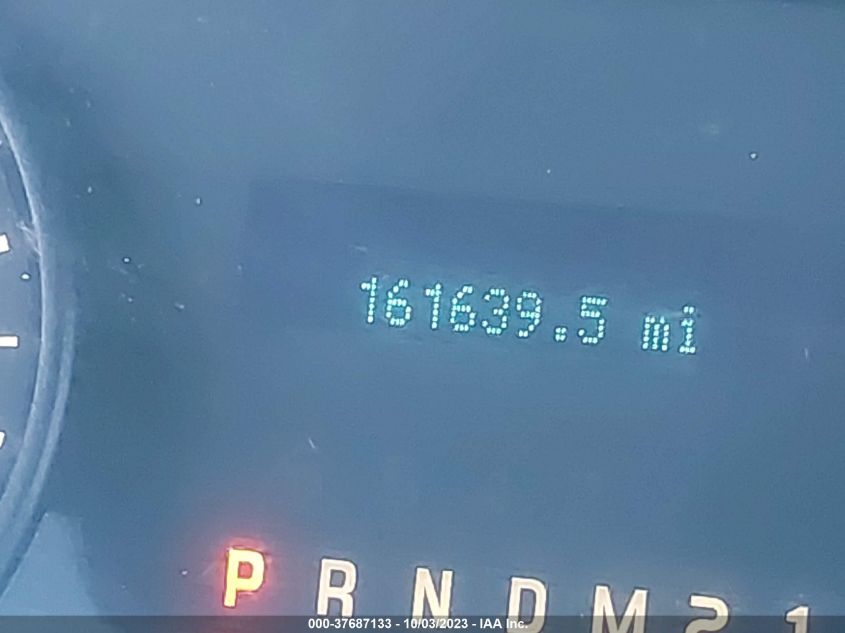 161639.5 mi
P R N D M 2 1
000-37687133 - 10/03/2023 - IAA Inc.